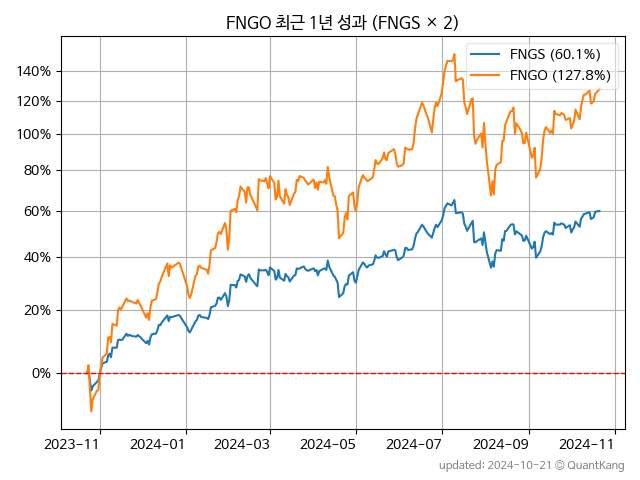 FNGO 최근 1년 성과 (FNGS × 2)
FNGS (60.1%)
FNGO (127.8%)
140%
120%
100%
80%
60%
40%
20%
0%
2023-11 2024-01 2024-03 2024-05 2024-07 2024-09 2024-11
updated: 2024-10-21 © QuantKang